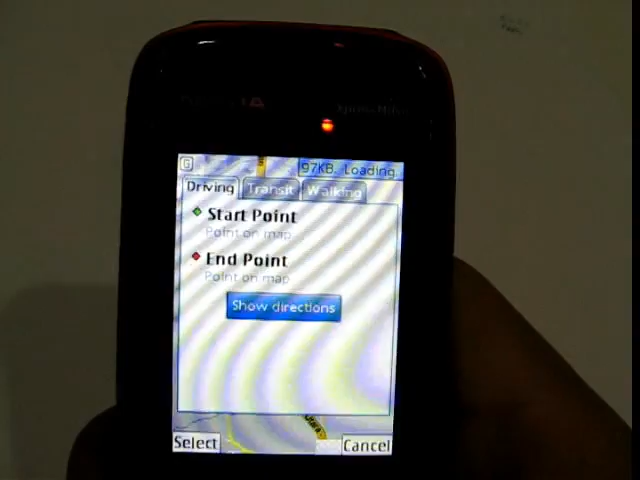 G
97KB, Loading
Driving Transit Walking
Start Point
Point on map
End Point
Point on map
Show directions
Select Cancel